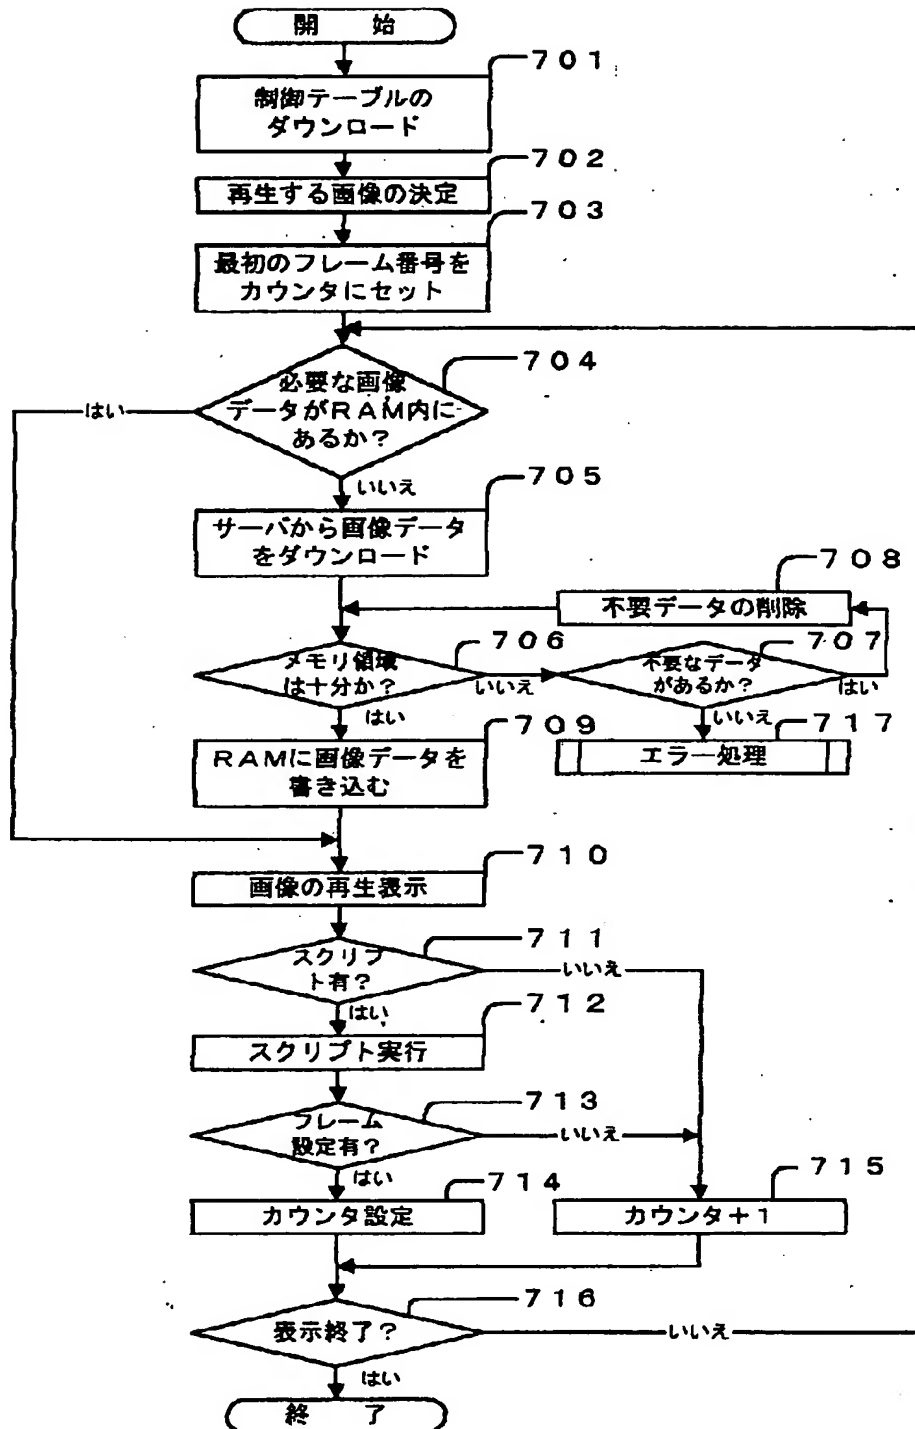 開 始
701
制御テーブルの
ダウンロード
702
再生する画像の決定
703
最初のフレーム番号を
カウンタにセット
704
必要な画像
データがRAM内に
あるか?
はい
いいえ
705
サーバから画像データ
をダウンロード
708
不要データの削除
706
メモリ領域
は十分か?
いいえ
はい
707
不要なデータ
があるか?
はい
いいえ
709
RAMに画像データを
書き込む
717
エラー処理
710
画像の再生表示
711
スクリプ
ト有?
いいえ
はい
712
スクリプト実行
713
フレーム
設定有?
いいえ
はい
714
カウンタ設定
715
カウンタ+1
716
表示終了?
いいえ
はい
終 了